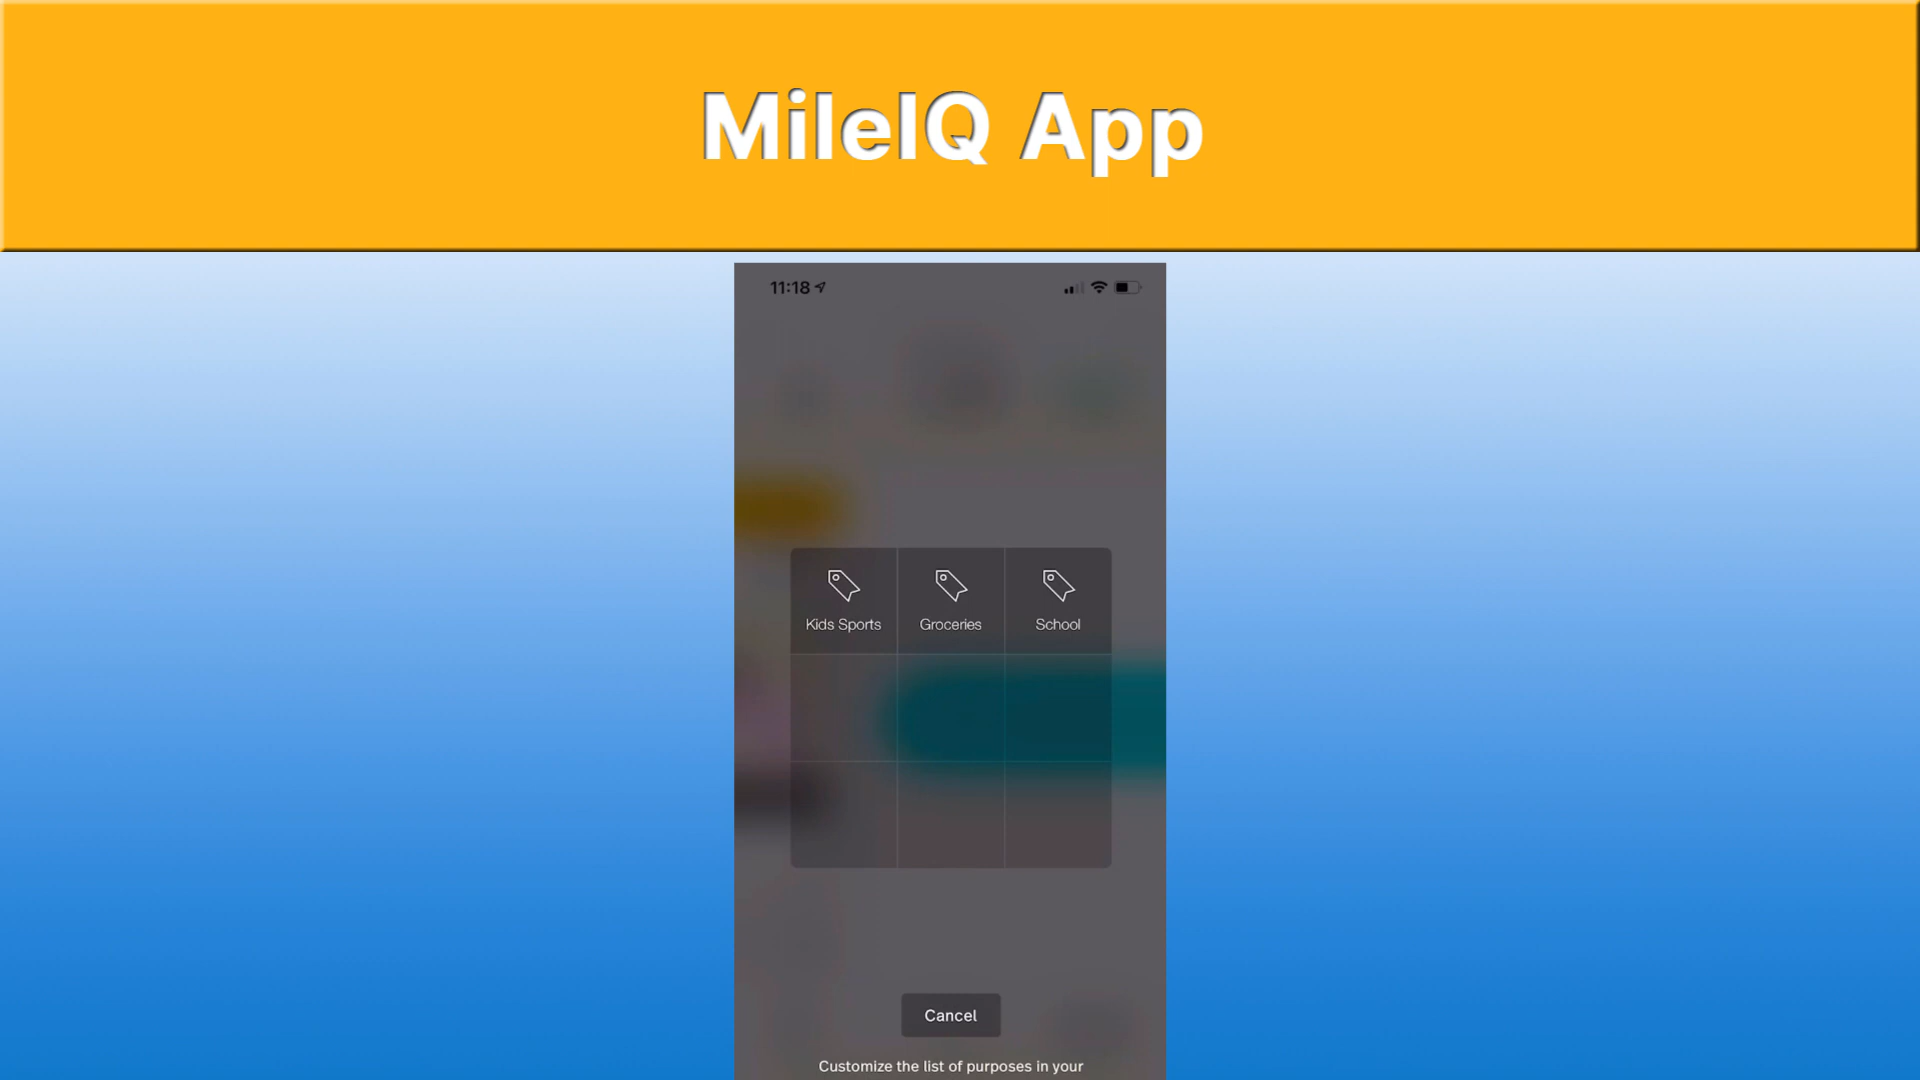 MileIQ App
11:18
Kids Sports
Groceries
School
Cancel
Customize the list of purposes in your